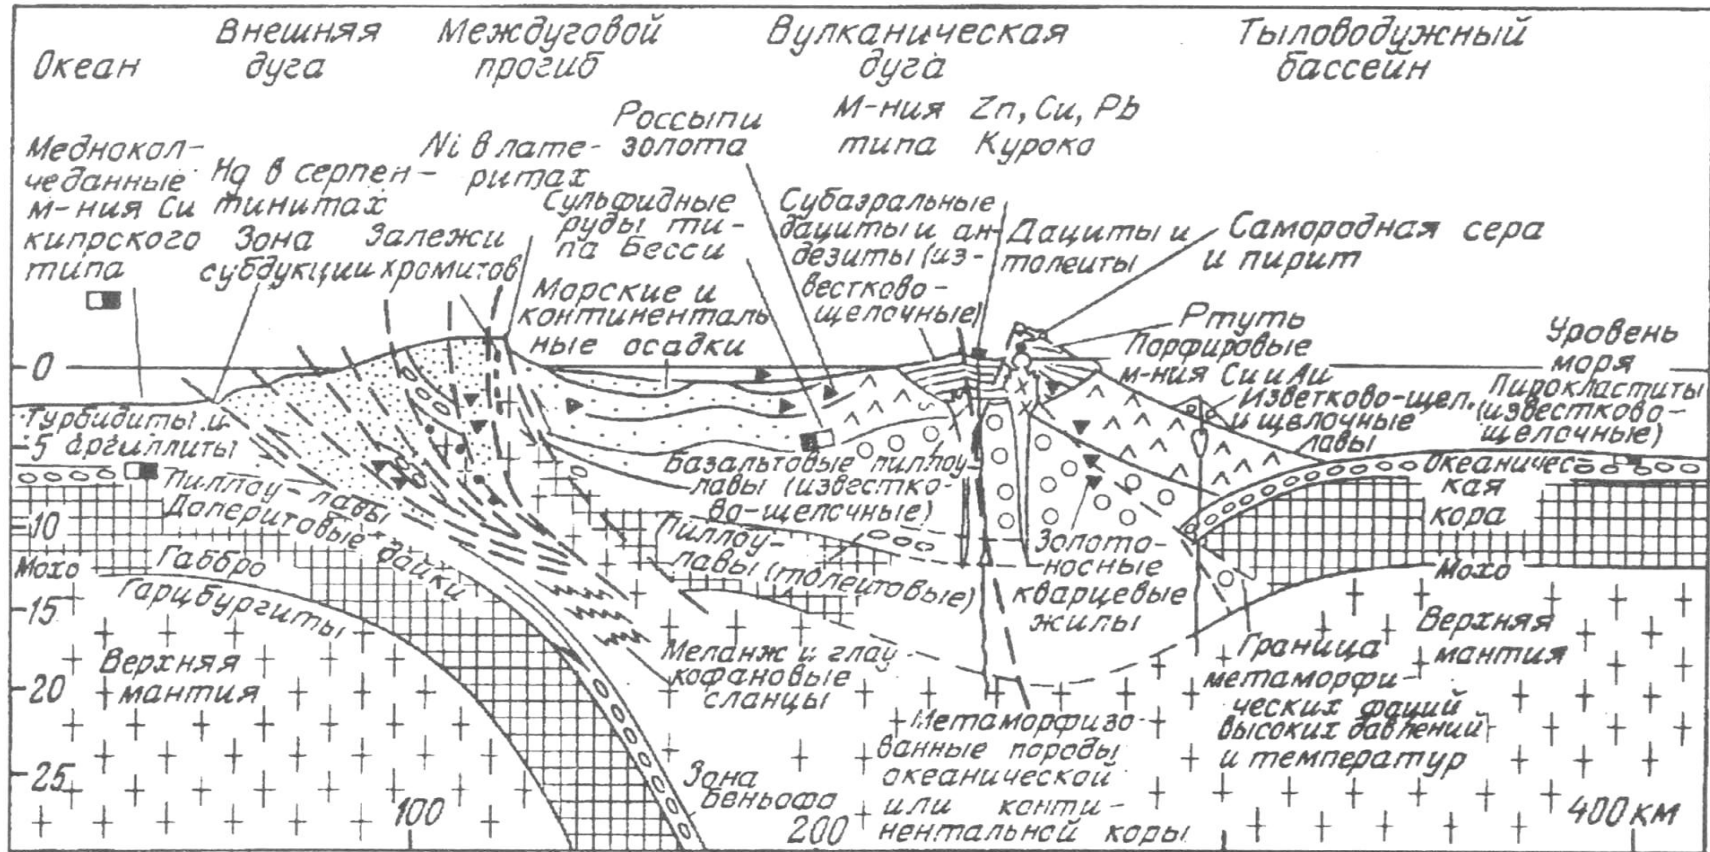 Океан
Внешняя
дуга
Междуговой
прогиб
Вулканическая
дуга
Тыловодужный
бассейн
Меднокол-
чеданные
м-ния Cu
кипрского
типа
Hg в серпен-
тинитах
Зона
субдукции
Залежи
хромитов
Ni в лате-
ритах
Россыпи
золота
Сульфидные
руды ти-
па Бесси
Морские и
континенталь
ные осадки
М-ния Zn, Cu, Pb
типа Куроко
Субаэральные
дациты и ан-
дезиты (из-
вестково-
щелочные)
Дациты и
толеиты
Самородная сера
и пирит
Ртуть
Порфировые
м-ния Cu и Au
Изветково-щел.
и щелочные
лавы
Уровень
моря
Пирокластиты
(известково-
щелочные)
0
5
10
Мохо
15
20
25
Турбидиты и
аргиллиты
Пиллоу-лавы
Долеритовые дайки
Габбро
Гарцбургиты
Верхняя
мантия
100
Базальтовые пиллоу-
лавы (известко-
во-щелочные)
Пиллоу-
лавы (толеитовые)
Меланж и глау
кофановые
сланцы
Зона
Беньофа
200
Метаморфизо-
ванные породы
океанической
или конти-
нентальной коры
Золото-
носные
кварцевые
жилы
Океаничес-
кая
кора
Мохо
Граница
метаморфи-
ческих фаций
высоких давлений
и температур
Верхняя
мантия
400 км